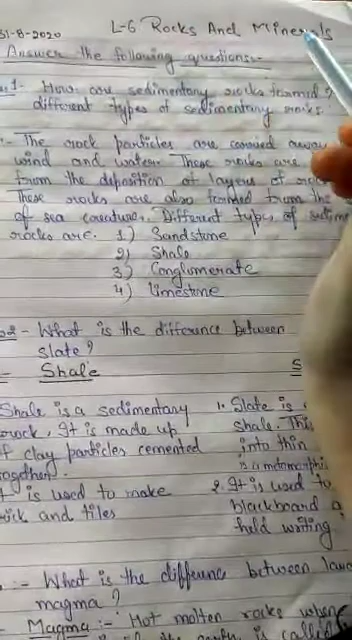 31-8-2020 L-6 Rocks And Minerals
Answer the following questions:-
1- How are sedimentary rocks formed?
different types of sedimentary rocks.
:- The rock particles are carried away
wind and water. These rocks are
from the deposition of layers of
These rocks are also formed from the
of sea creatures. Different types of
rocks are. 1) Sandstone
2) Shale
3) Conglomerate
4) limestone
- What is the difference between
slate?
Shale S
Shale is a sedimentary 1. Slate is
rock, It is made up shale. This
of clay particles cemented into thin
together. is a
is used to make 2. It is used to
and tiles blackboard
held writing
:- What is the difference between
magma?
Magma :- Hot molten rocks when